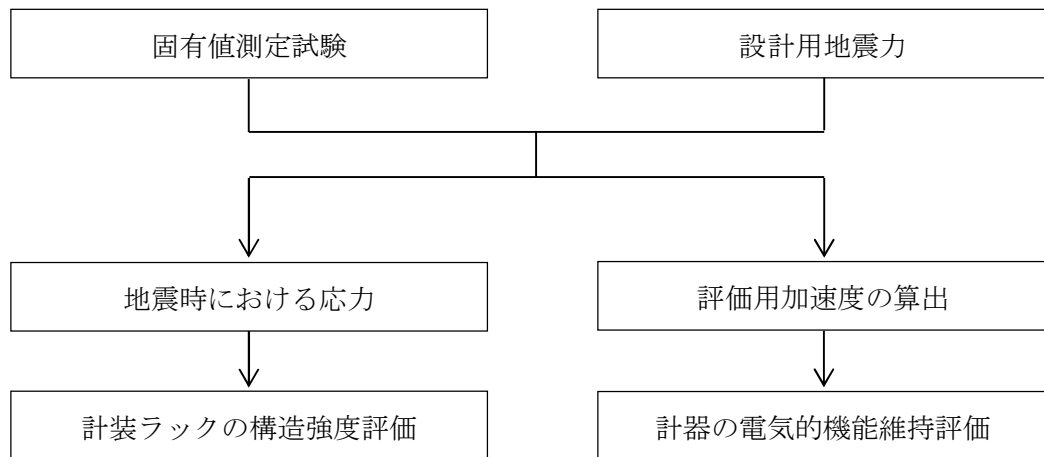 固有値測定試験
設計用地震力
地震時における応力
評価用加速度の算出
計装ラックの構造強度評価
計器の電気的機能維持評価